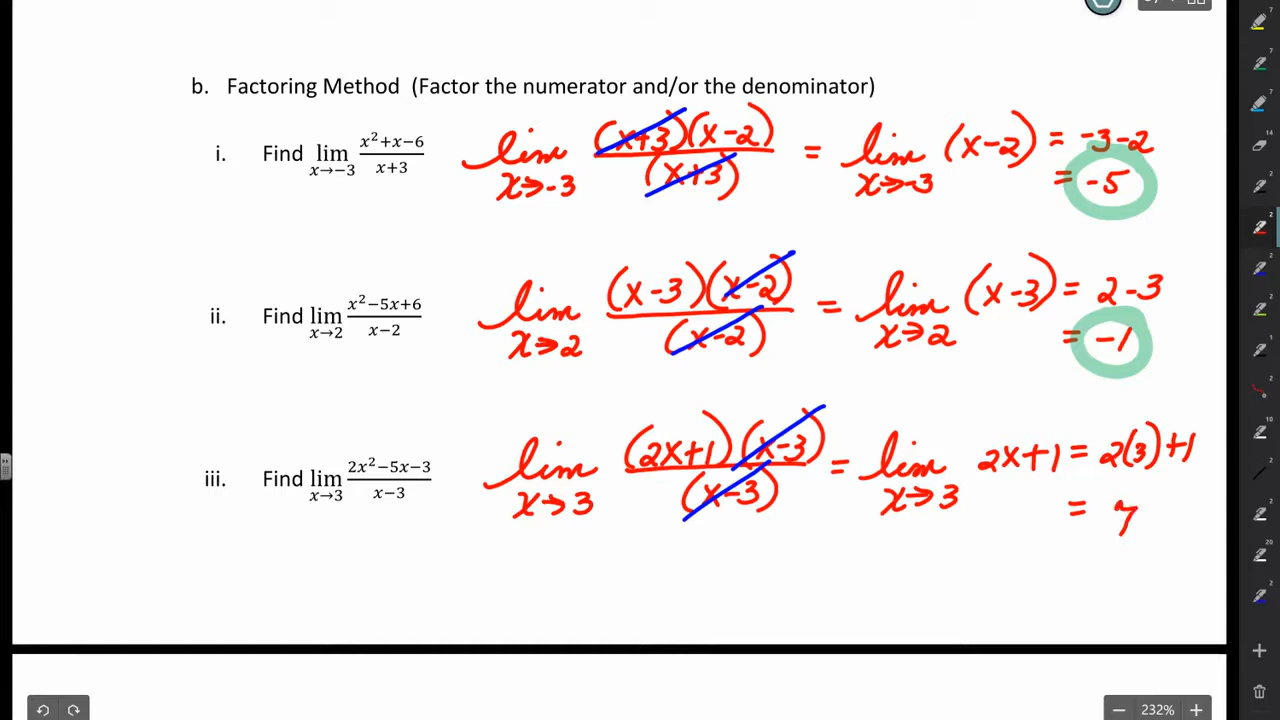 b. Factoring Method (Factor the numerator and/or the denominator)
i. Find lim x→−3 x²+x−6 / x+3 lim x→-3 (x+3)(x-2) / (x+3) = lim x→-3 (x-2) = -3-2
= -5
ii. Find lim x→2 x²−5x+6 / x−2 lim x→2 (x-3)(x-2) / (x-2) = lim x→2 (x-3) = 2-3
= -1
iii. Find lim x→3 2x²−5x−3 / x−3 lim x→3 (2x+1)(x-3) / (x-3) = lim x→3 2x+1 = 2(3)+1
= 7
232%